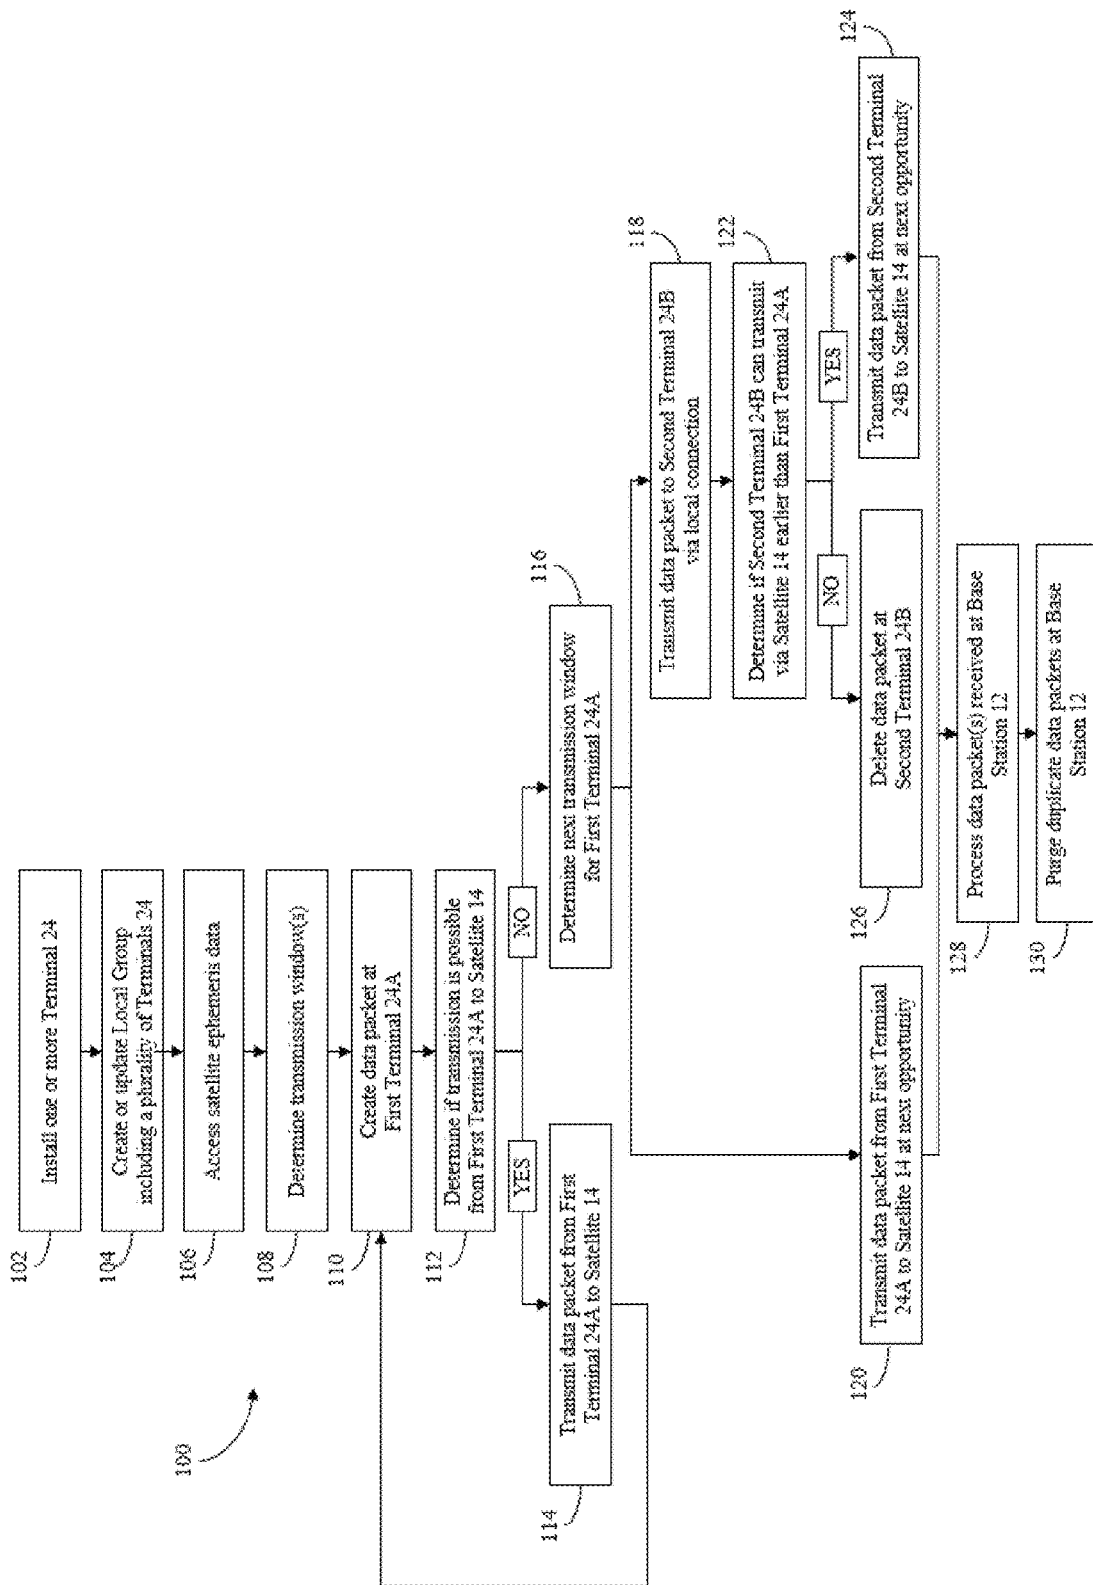 100
102
Install one or more Terminal 24
104
Create or update Local Group
including a plurality of Terminals 24
106
Access satellite ephemeris data
108
Determine transmission window(s)
110
Create data packet at
First Terminal 24A
112
Determine if transmission is possible
from First Terminal 24A to Satellite 14
YES
NO
114
Transmit data packet from First
Terminal 24A to Satellite 14
116
Determine next transmission window
for First Terminal 24A
118
Transmit data packet to Second Terminal 24B
via local connection
122
Determine if Second Terminal 24B can transmit
via Satellite 14 earlier than First Terminal 24A
NO
YES
120
Transmit data packet from First Terminal
24A to Satellite 14 at next opportunity
126
Delete data packet at
Second Terminal 24B
124
Transmit data packet from Second Terminal
24B to Satellite 14 at next opportunity
128
Process data packet(s) received at Base
Station 12
130
Purge duplicate data packets at Base
Station 12